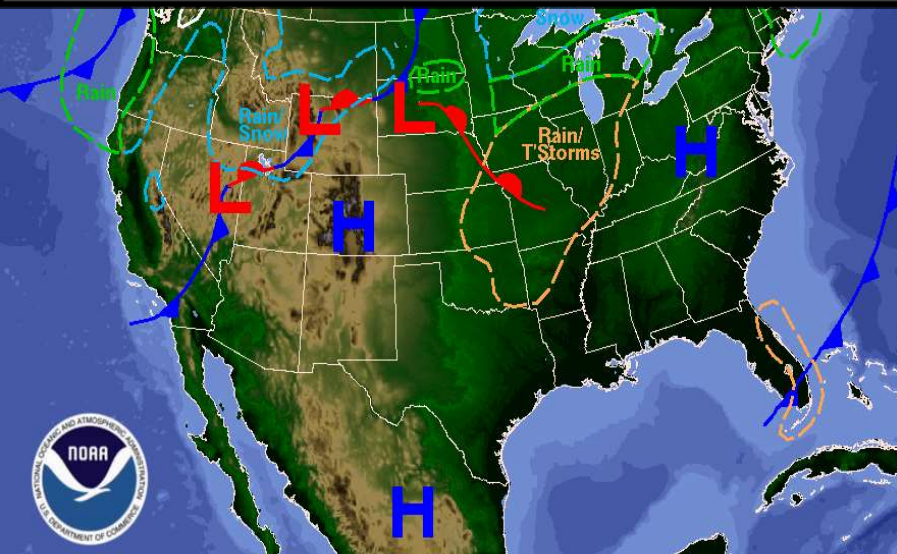 Snow
Rain
Rain
Rain
Rain/
Snow
Rain/
T'Storms
L
L
L
H
H
H
NOAA
NATIONAL OCEANIC AND ATMOSPHERIC ADMINISTRATION
U.S. DEPARTMENT OF COMMERCE